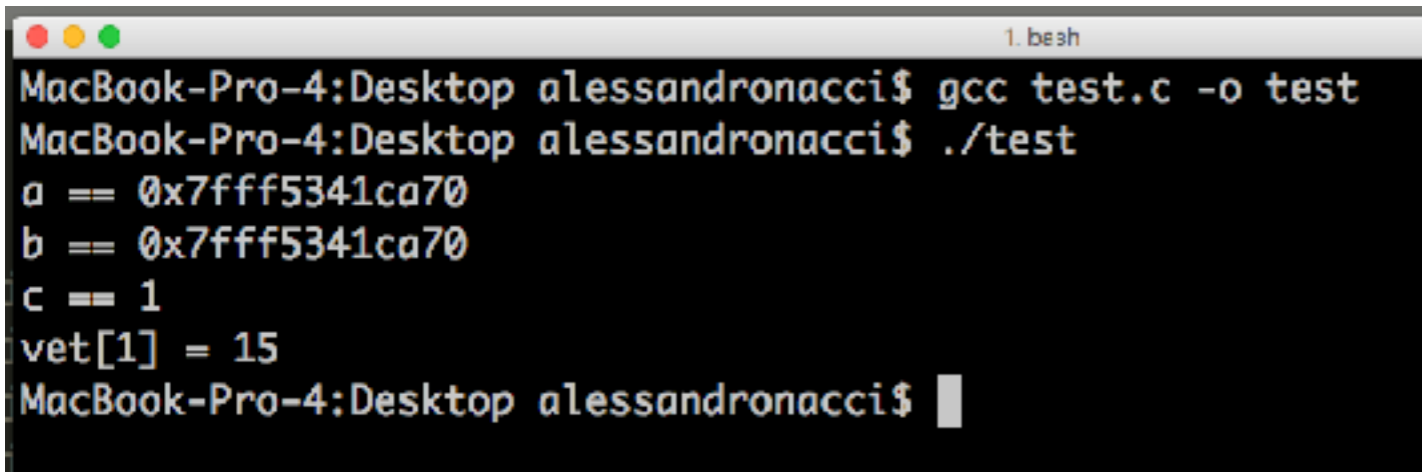 1. bash
MacBook-Pro-4:Desktop alessandronacci$ gcc test.c -o test
MacBook-Pro-4:Desktop alessandronacci$ ./test
a == 0x7fff5341ca70
b == 0x7fff5341ca70
c == 1
vet[1] = 15
MacBook-Pro-4:Desktop alessandronacci$